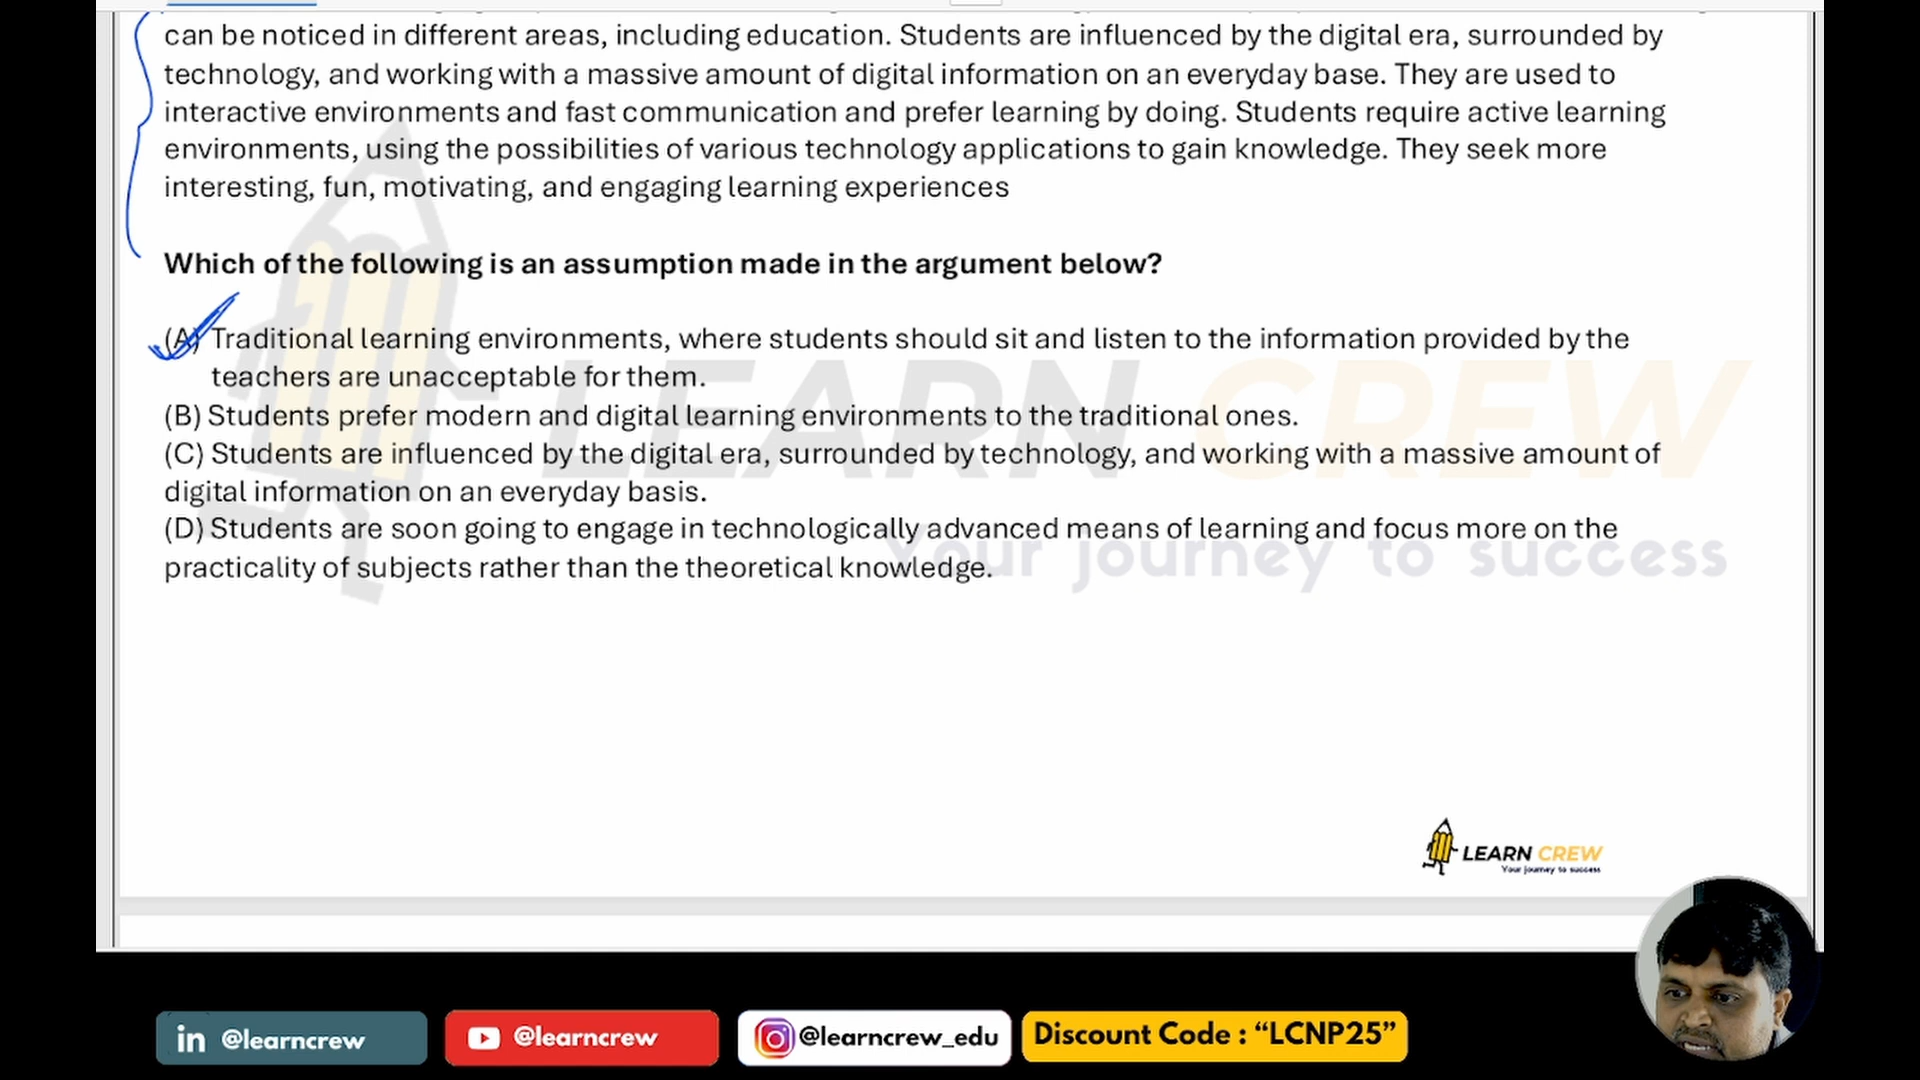 can be noticed in different areas, including education. Students are influenced by the digital era, surrounded by
technology, and working with a massive amount of digital information on an everyday base. They are used to
interactive environments and fast communication and prefer learning by doing. Students require active learning
environments, using the possibilities of various technology applications to gain knowledge. They seek more
interesting, fun, motivating, and engaging learning experiences
Which of the following is an assumption made in the argument below?
(A) Traditional learning environments, where students should sit and listen to the information provided by the
teachers are unacceptable for them.
(B) Students prefer modern and digital learning environments to the traditional ones.
(C) Students are influenced by the digital era, surrounded by technology, and working with a massive amount of
digital information on an everyday basis.
(D) Students are soon going to engage in technologically advanced means of learning and focus more on the
practicality of subjects rather than the theoretical knowledge.
LEARN CREW
Your journey to success
LEARN CREW
Your journey to success
in @learncrew
@learncrew
@learncrew_edu
Discount Code : “LCNP25”